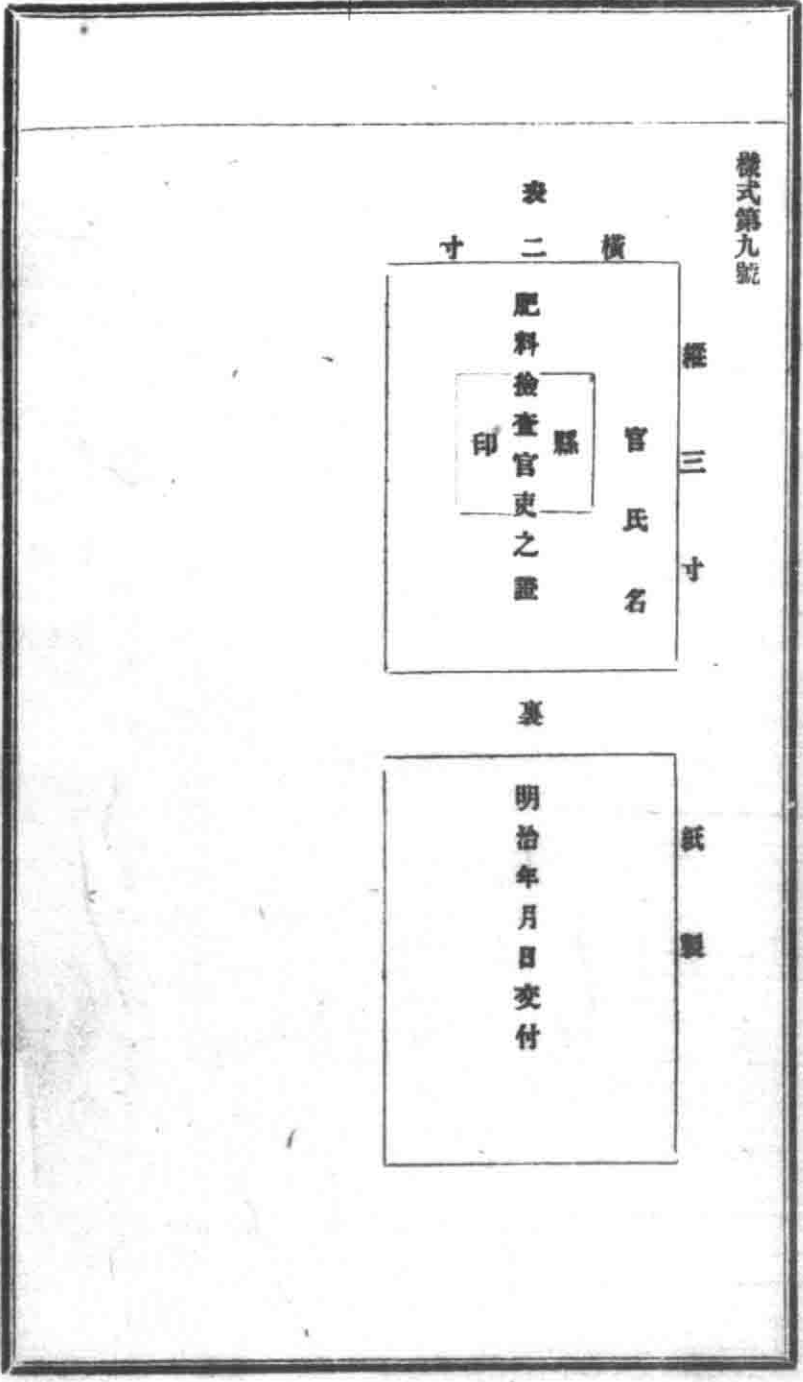 樣式第九號
表
橫二寸
縱三寸
官氏名
肥料檢查官吏之證
縣印
裏
紙製
明治年月日交付